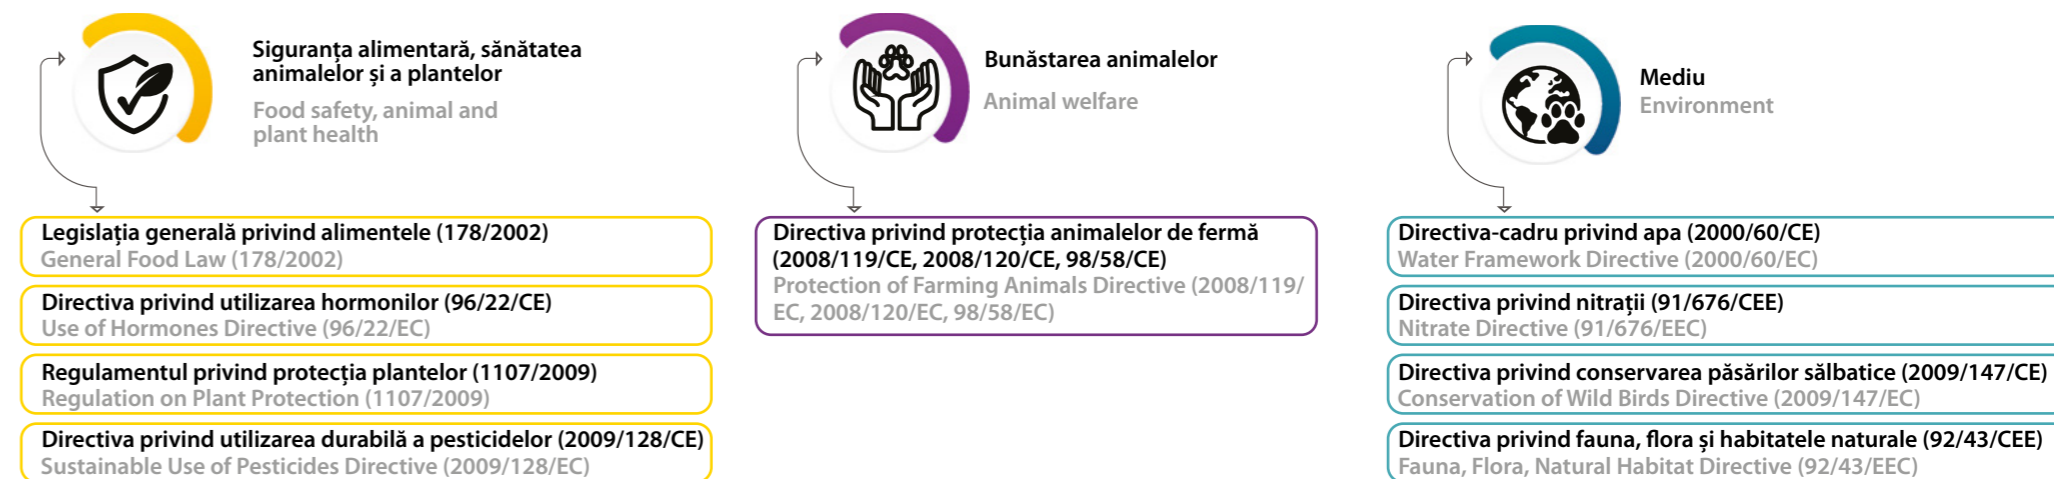 Siguranța alimentară, sănătatea
animalelor și a plantelor
Food safety, animal and
plant health
Legislația generală privind alimentele (178/2002)
General Food Law (178/2002)
Directiva privind utilizarea hormonilor (96/22/CE)
Use of Hormones Directive (96/22/EC)
Regulamentul privind protecția plantelor (1107/2009)
Regulation on Plant Protection (1107/2009)
Directiva privind utilizarea durabilă a pesticidelor (2009/128/CE)
Sustainable Use of Pesticides Directive (2009/128/EC)
Bunăstarea animalelor
Animal welfare
Directiva privind protecția animalelor de fermă
(2008/119/CE, 2008/120/CE, 98/58/CE)
Protection of Farming Animals Directive (2008/119/
EC, 2008/120/EC, 98/58/EC)
Mediu
Environment
Directiva-cadru privind apa (2000/60/CE)
Water Framework Directive (2000/60/EC)
Directiva privind nitrații (91/676/CEE)
Nitrate Directive (91/676/EEC)
Directiva privind conservarea păsărilor sălbatice (2009/147/CE)
Conservation of Wild Birds Directive (2009/147/EC)
Directiva privind fauna, flora și habitatele naturale (92/43/CEE)
Fauna, Flora, Natural Habitat Directive (92/43/EEC)